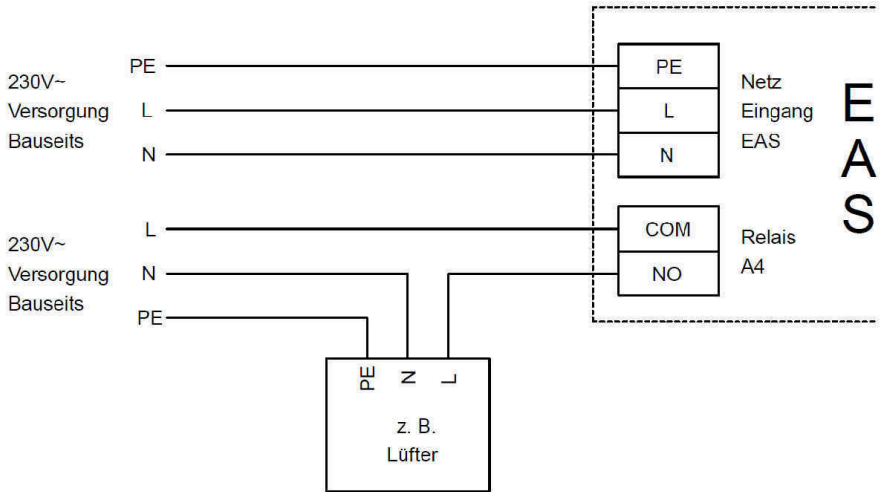 230V~
Versorgung
Bauseits
PE
L
N
PE
L
N
Netz
Eingang
EAS
E
A
S
230V~
Versorgung
Bauseits
L
N
PE
COM
NO
Relais
A4
PE
N
L
z. B.
Lüfter